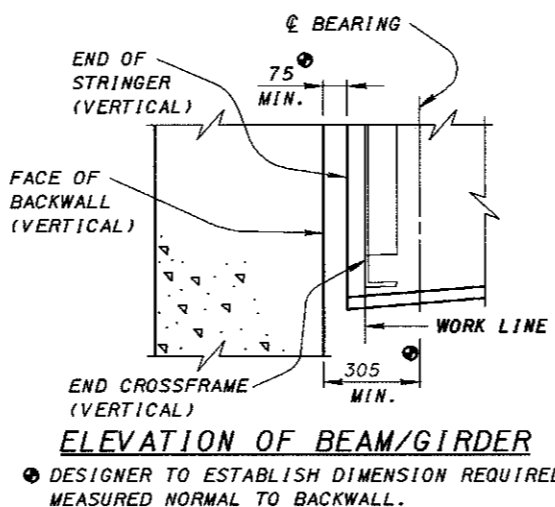 ℄ BEARING
END OF
STRINGER
(VERTICAL)
75
MIN.
FACE OF
BACKWALL
(VERTICAL)
WORK LINE
305
MIN.
END CROSSFRAME
(VERTICAL)
ELEVATION OF BEAM/GIRDER
DESIGNER TO ESTABLISH DIMENSION REQUIRED
MEASURED NORMAL TO BACKWALL.